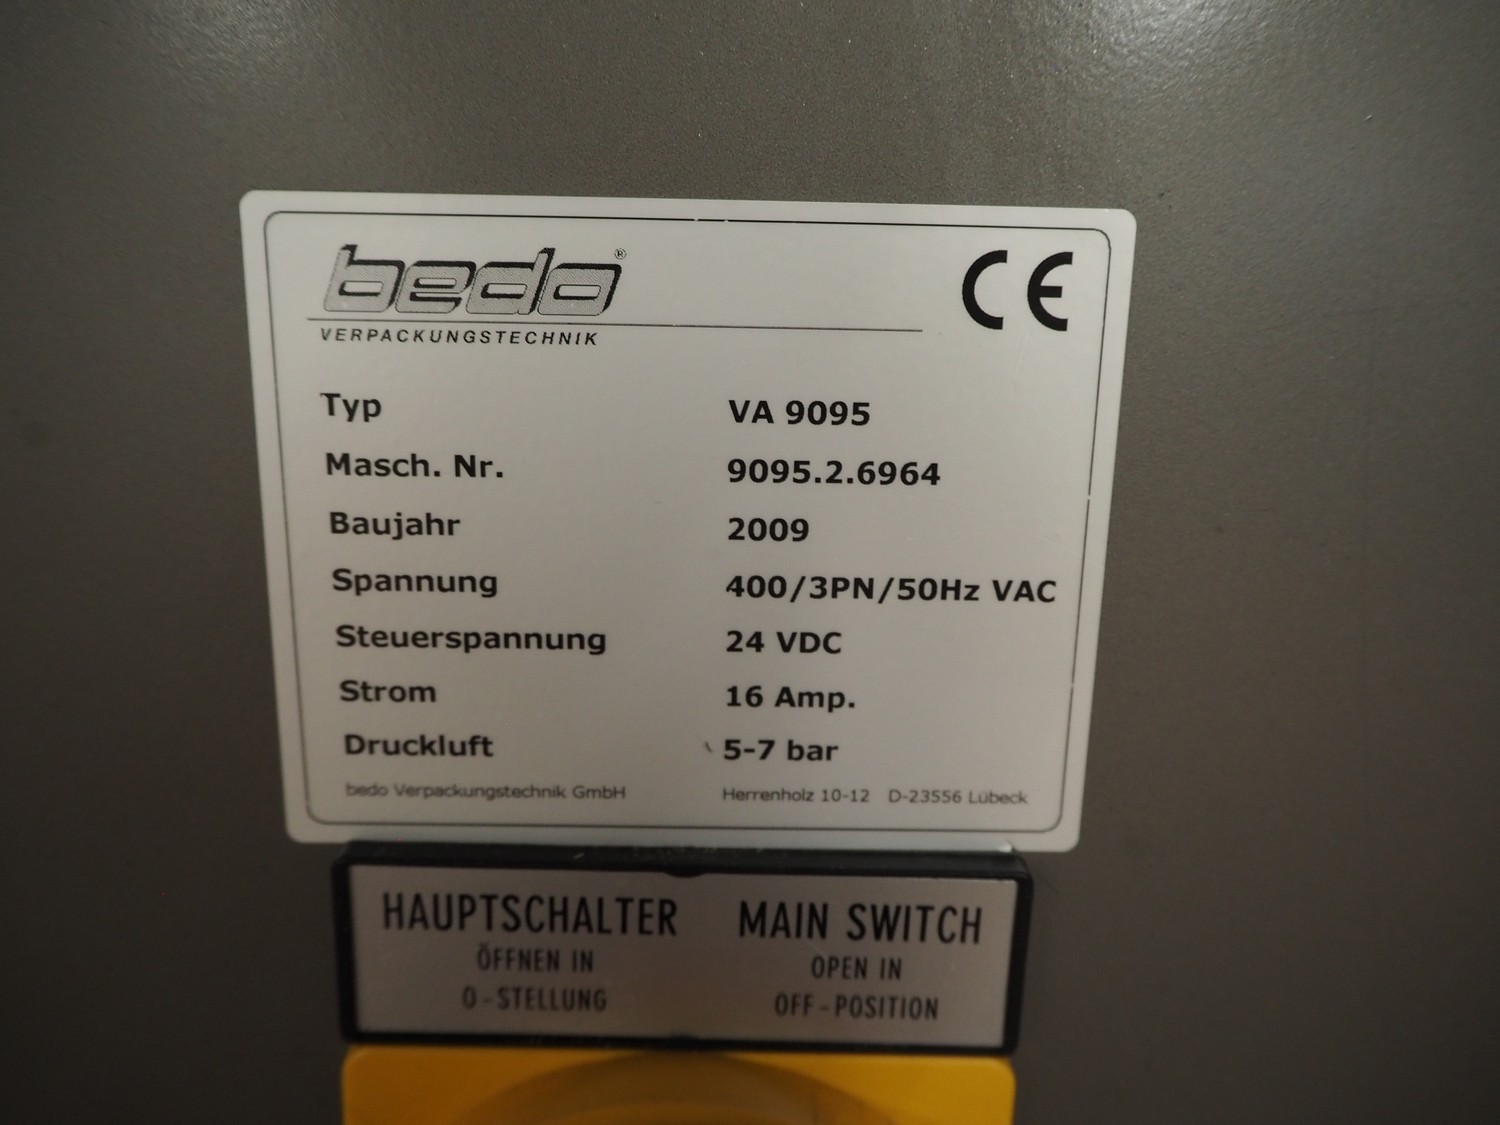 bedo®
VERPACKUNGSTECHNIK
CE
Typ VA 9095
Masch. Nr. 9095.2.6964
Baujahr 2009
Spannung 400/3PN/50Hz VAC
Steuerspannung 24 VDC
Strom 16 Amp.
Druckluft 5-7 bar
bedo Verpackungstechnik GmbH Herrenholz 10-12 D-23556 Lübeck
HAUPTSCHALTER
ÖFFNEN IN
0-STELLUNG
MAIN SWITCH
OPEN IN
OFF-POSITION